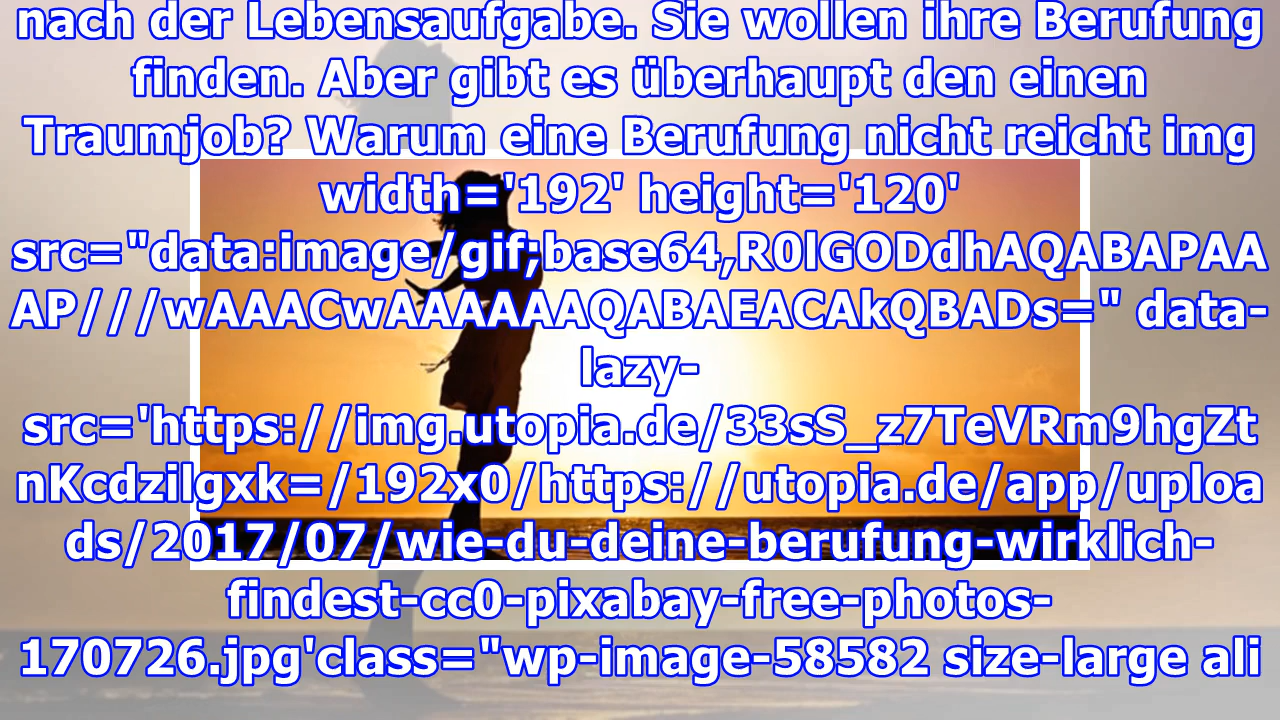 nach der Lebensaufgabe. Sie wollen ihre Berufung
finden. Aber gibt es überhaupt den einen
Traumjob? Warum eine Berufung nicht reicht img
width='192' height='120'
src="data:image/gif;base64,R0lGODdhAQABAPAA
AP///wAAACwAAAAAAQABAEACAkQBADs=" data-
lazy-
src='https://img.utopia.de/33sS_z7TeVRm9hgZt
nKcdzilgxk=/192x0/https://utopia.de/app/uploa
ds/2017/07/wie-du-deine-berufung-wirklich-
findest-cc0-pixabay-free-photos-
170726.jpg'class="wp-image-58582 size-large ali